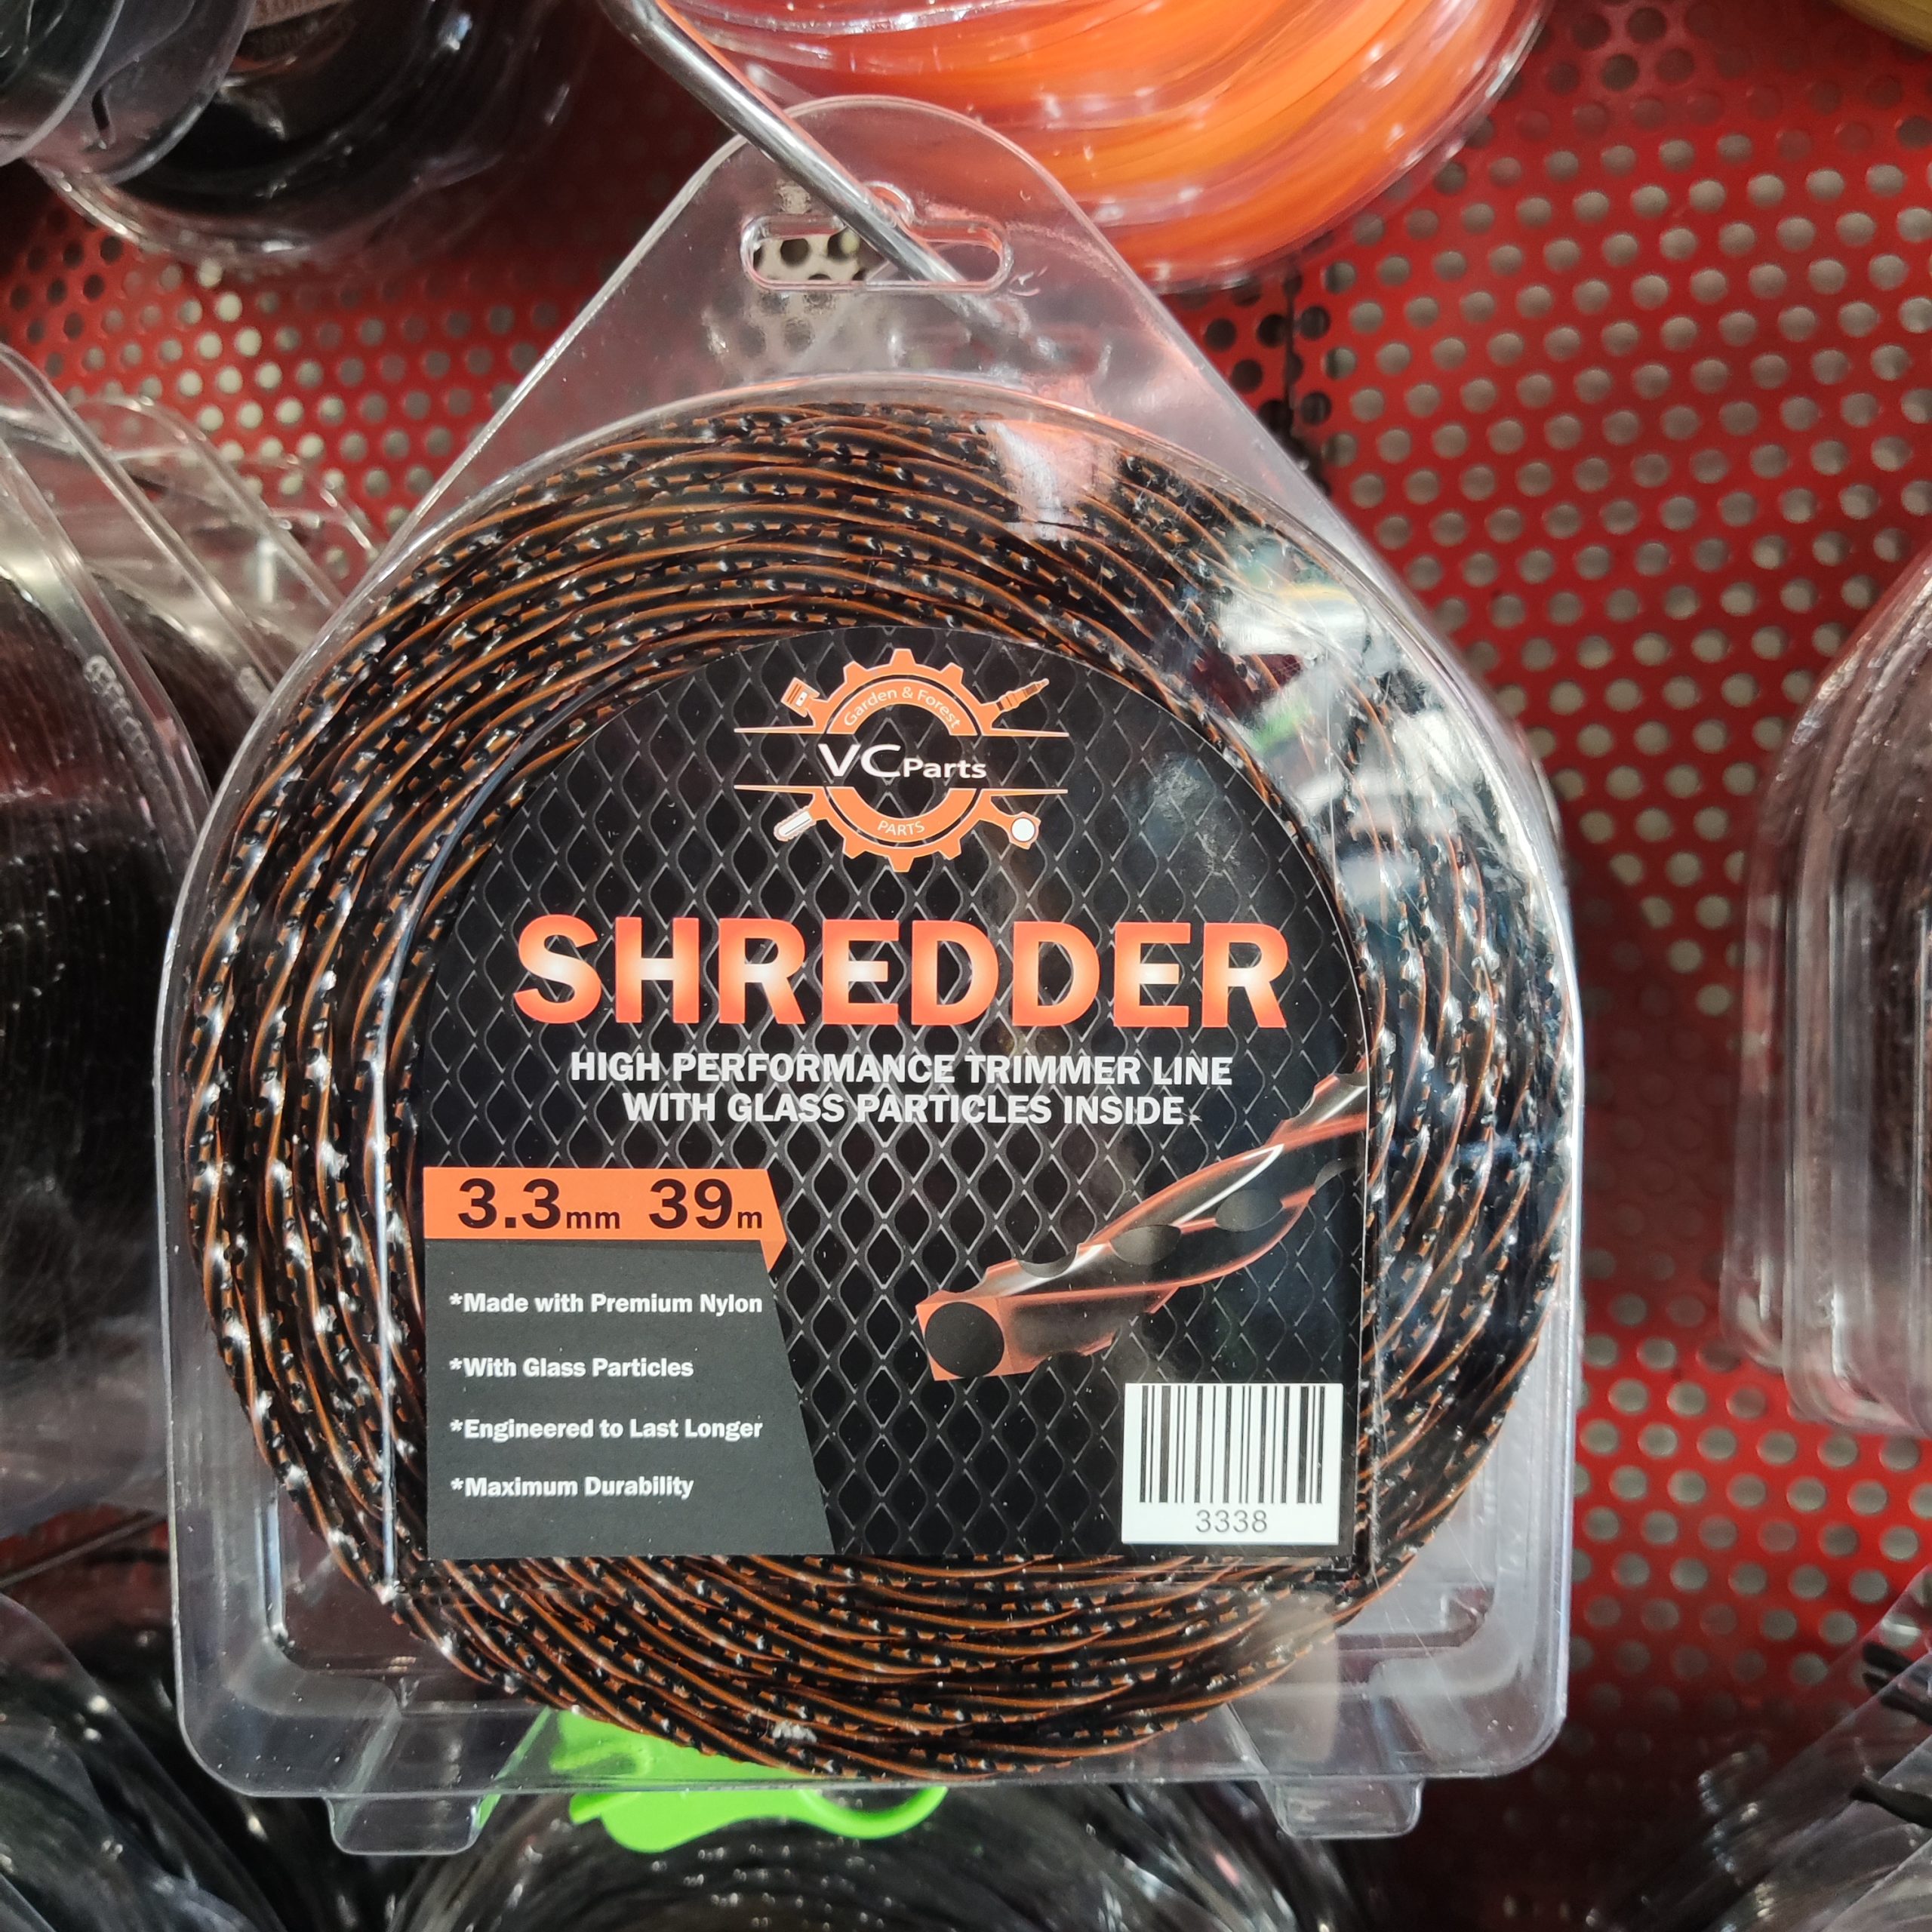 Garden & Forest
VCParts
PARTS
SHREDDER
HIGH PERFORMANCE TRIMMER LINE
WITH GLASS PARTICLES INSIDE
3.3mm 39m
*Made with Premium Nylon
*With Glass Particles
*Engineered to Last Longer
*Maximum Durability
3338